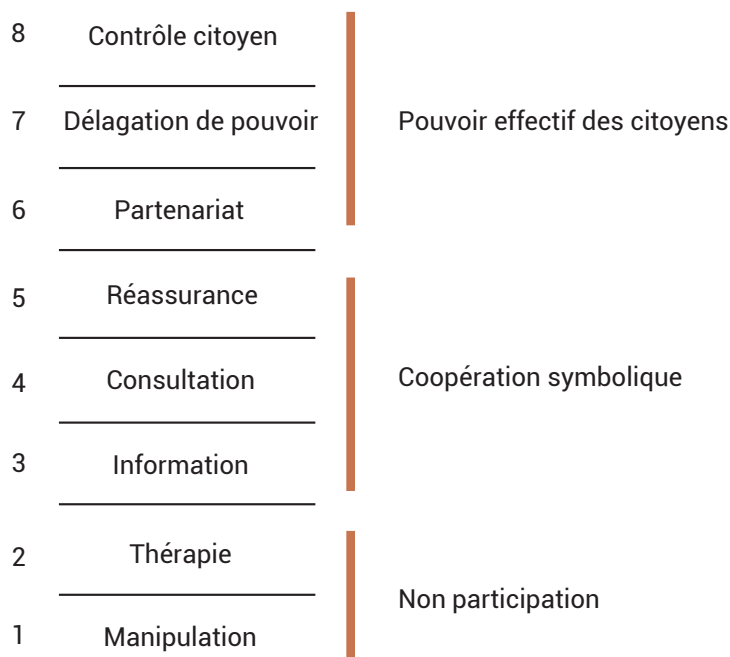 8 Contrôle citoyen
7 Délagation de pouvoir Pouvoir effectif des citoyens
6 Partenariat
5 Réassurance
4 Consultation Coopération symbolique
3 Information
2 Thérapie
Non participation
1 Manipulation